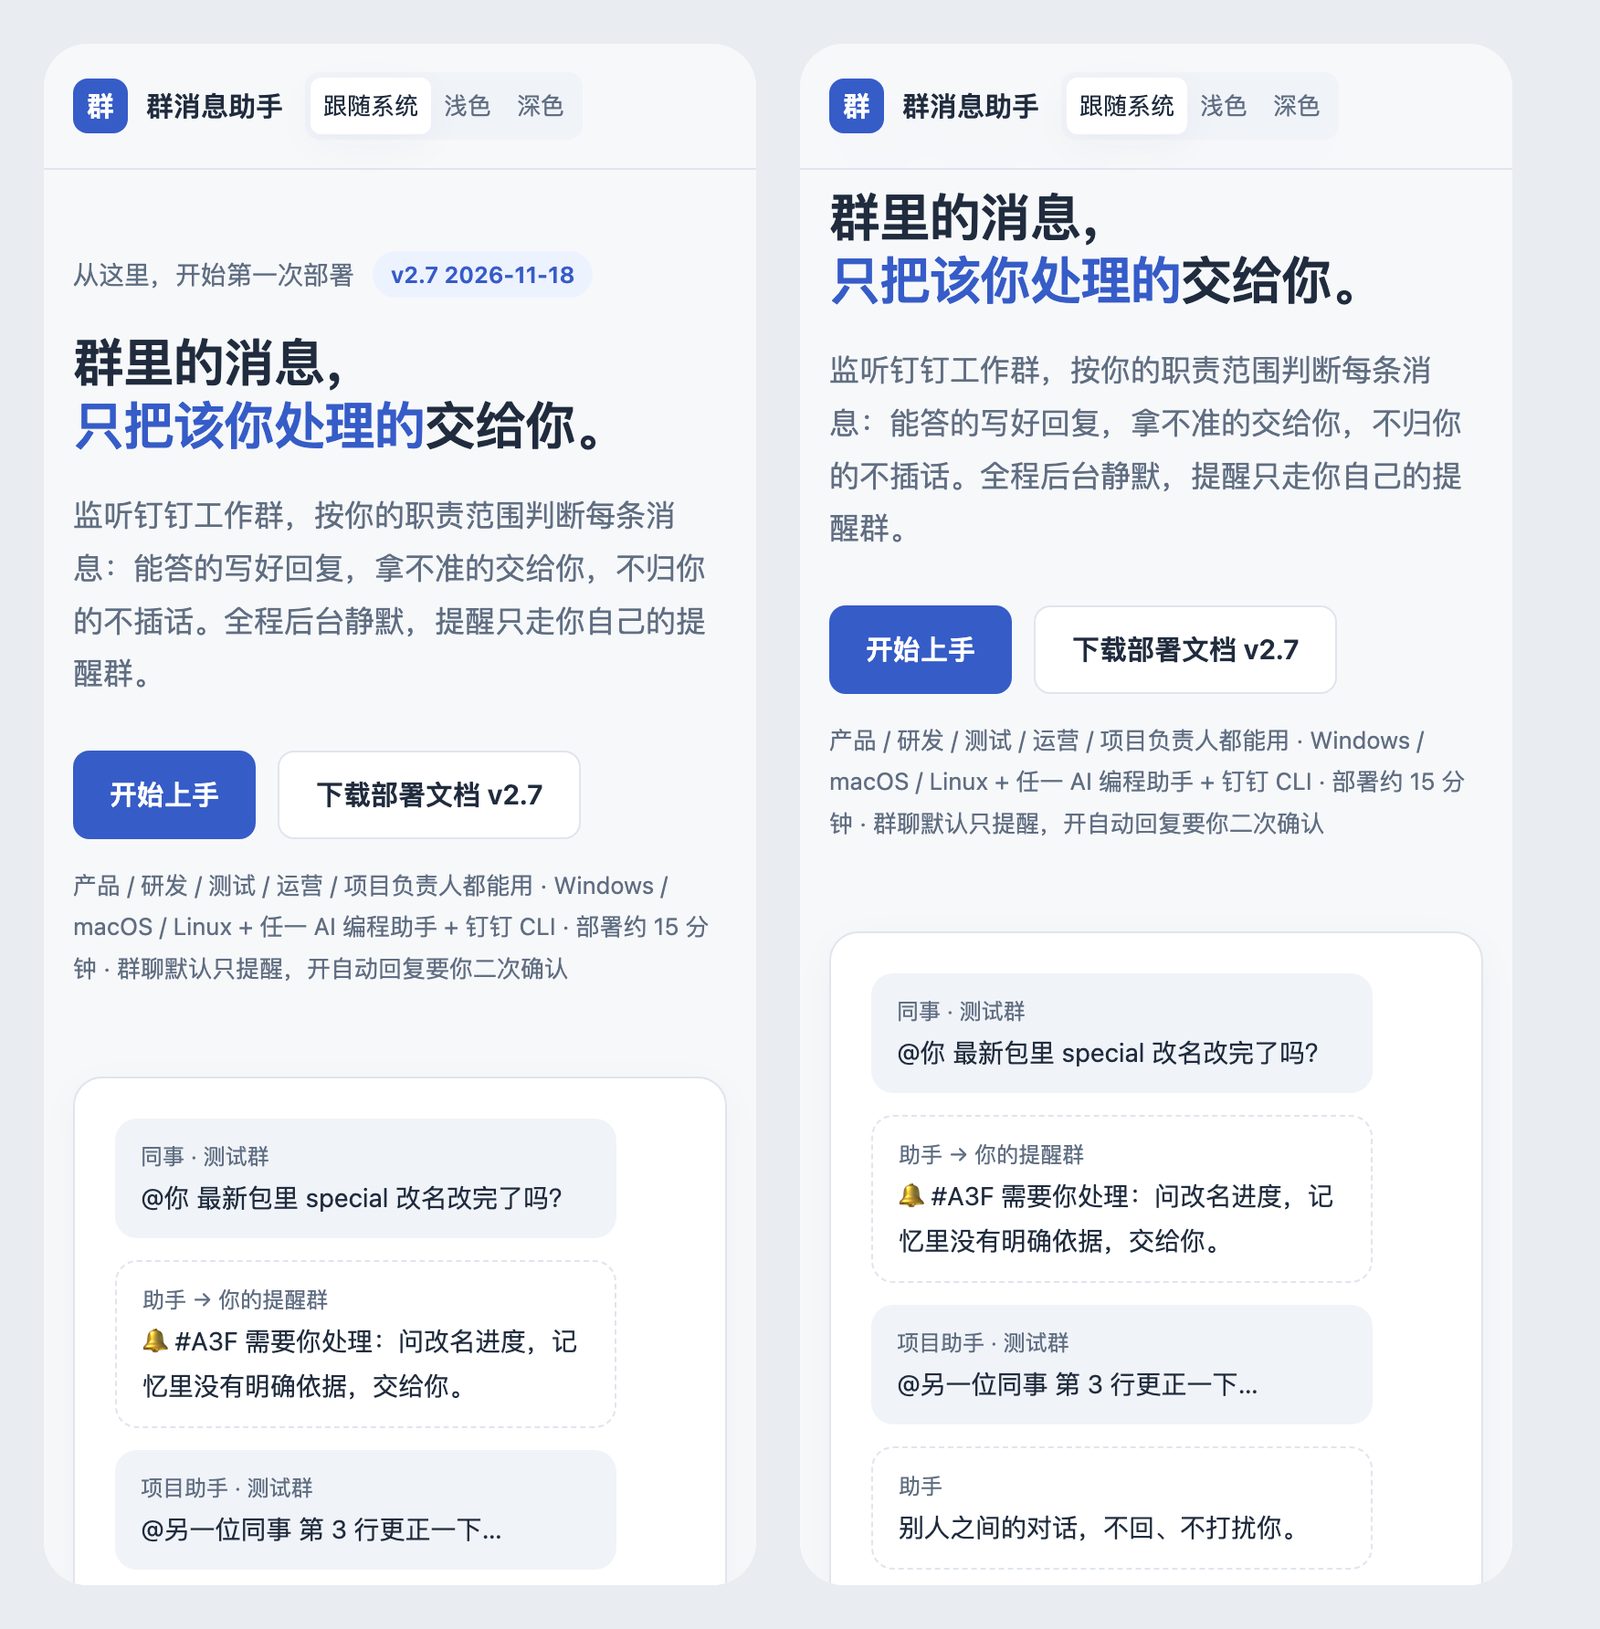 群 群消息助手 跟随系统 浅色 深色
从这里，开始第一次部署 v2.7 2026-11-18
群里的消息，
只把该你处理的交给你。
监听钉钉工作群，按你的职责范围判断每条消
息：能答的写好回复，拿不准的交给你，不归你
的不插话。全程后台静默，提醒只走你自己的提
醒群。
开始上手 下载部署文档 v2.7
产品 / 研发 / 测试 / 运营 / 项目负责人都能用 · Windows /
macOS / Linux + 任一 AI 编程助手 + 钉钉 CLI · 部署约 15 分
钟 · 群聊默认只提醒，开自动回复要你二次确认
同事 · 测试群
@你 最新包里 special 改名改完了吗？
助手 → 你的提醒群
🔔 #A3F 需要你处理：问改名进度，记
忆里没有明确依据，交给你。
项目助手 · 测试群
@另一位同事 第 3 行更正一下…
群 群消息助手 跟随系统 浅色 深色
群里的消息，
只把该你处理的交给你。
监听钉钉工作群，按你的职责范围判断每条消
息：能答的写好回复，拿不准的交给你，不归你
的不插话。全程后台静默，提醒只走你自己的提
醒群。
开始上手 下载部署文档 v2.7
产品 / 研发 / 测试 / 运营 / 项目负责人都能用 · Windows /
macOS / Linux + 任一 AI 编程助手 + 钉钉 CLI · 部署约 15 分
钟 · 群聊默认只提醒，开自动回复要你二次确认
同事 · 测试群
@你 最新包里 special 改名改完了吗？
助手 → 你的提醒群
🔔 #A3F 需要你处理：问改名进度，记
忆里没有明确依据，交给你。
项目助手 · 测试群
@另一位同事 第 3 行更正一下…
助手
别人之间的对话，不回、不打扰你。